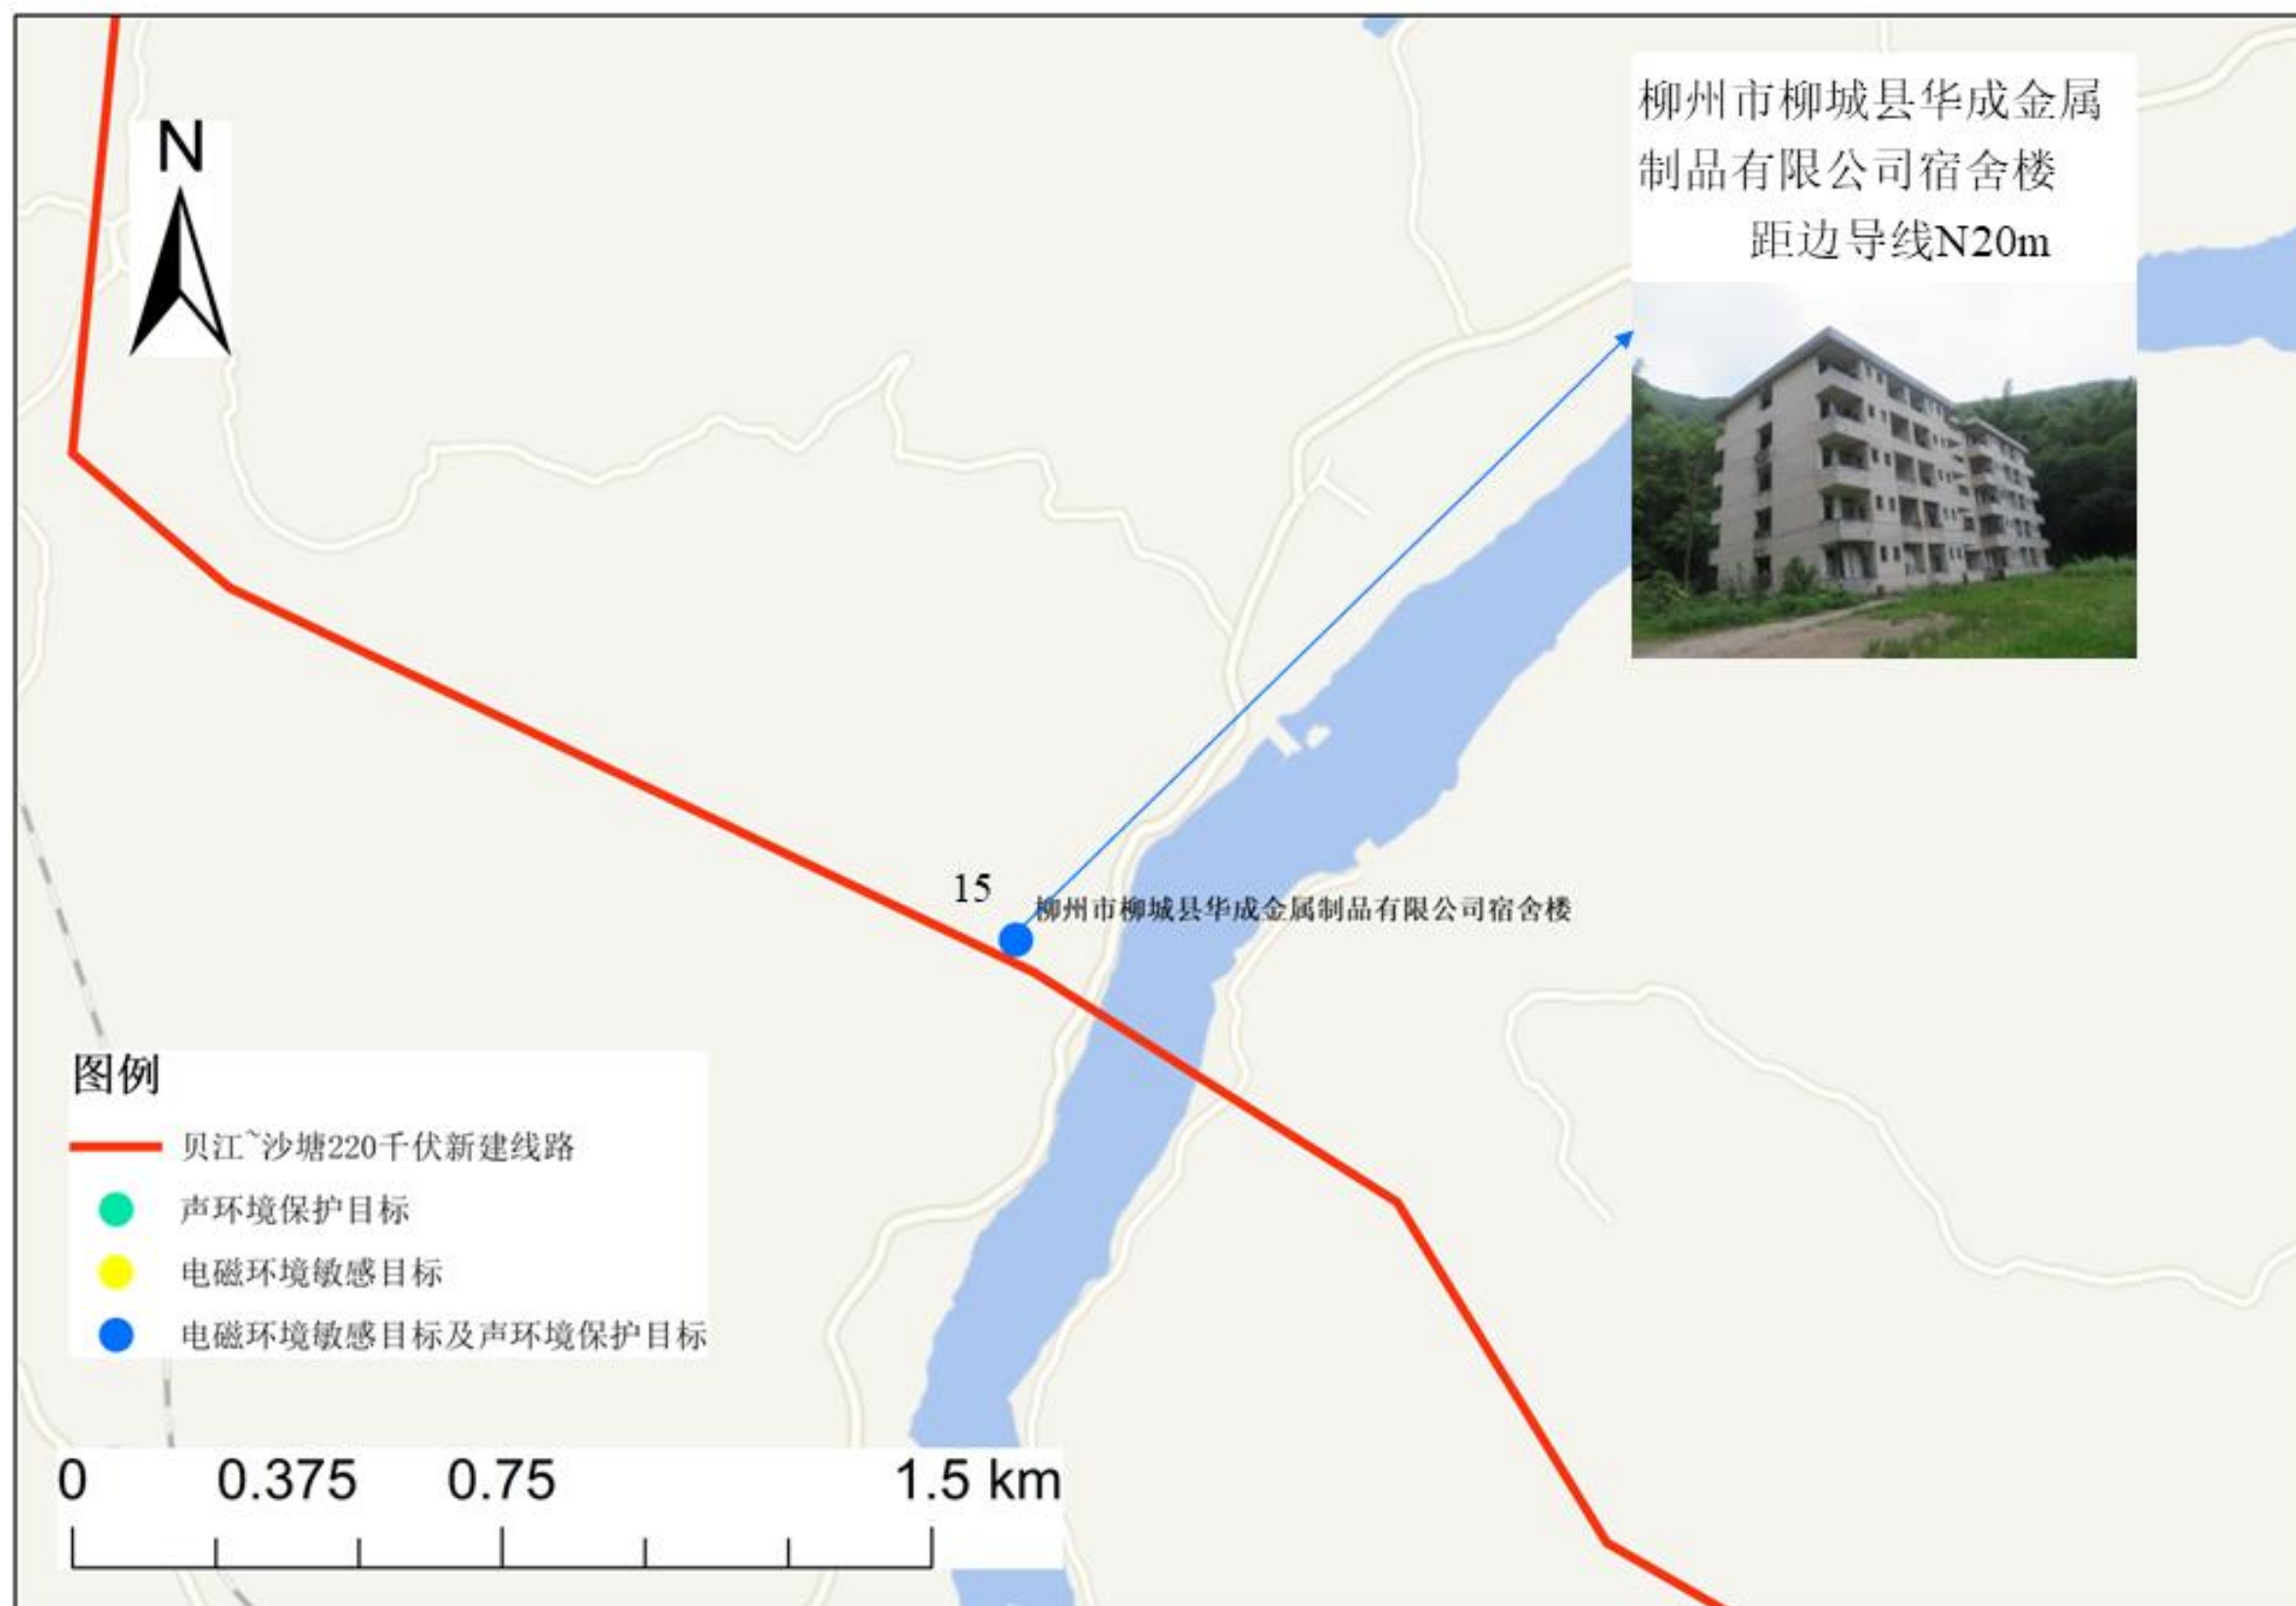 N
柳州市柳城县华成金属
制品有限公司宿舍楼
距边导线N20m
15
柳州市柳城县华成金属制品有限公司宿舍楼
图例
贝江~沙塘220千伏新建线路
声环境保护目标
电磁环境敏感目标
电磁环境敏感目标及声环境保护目标
0 0.375 0.75 1.5 km